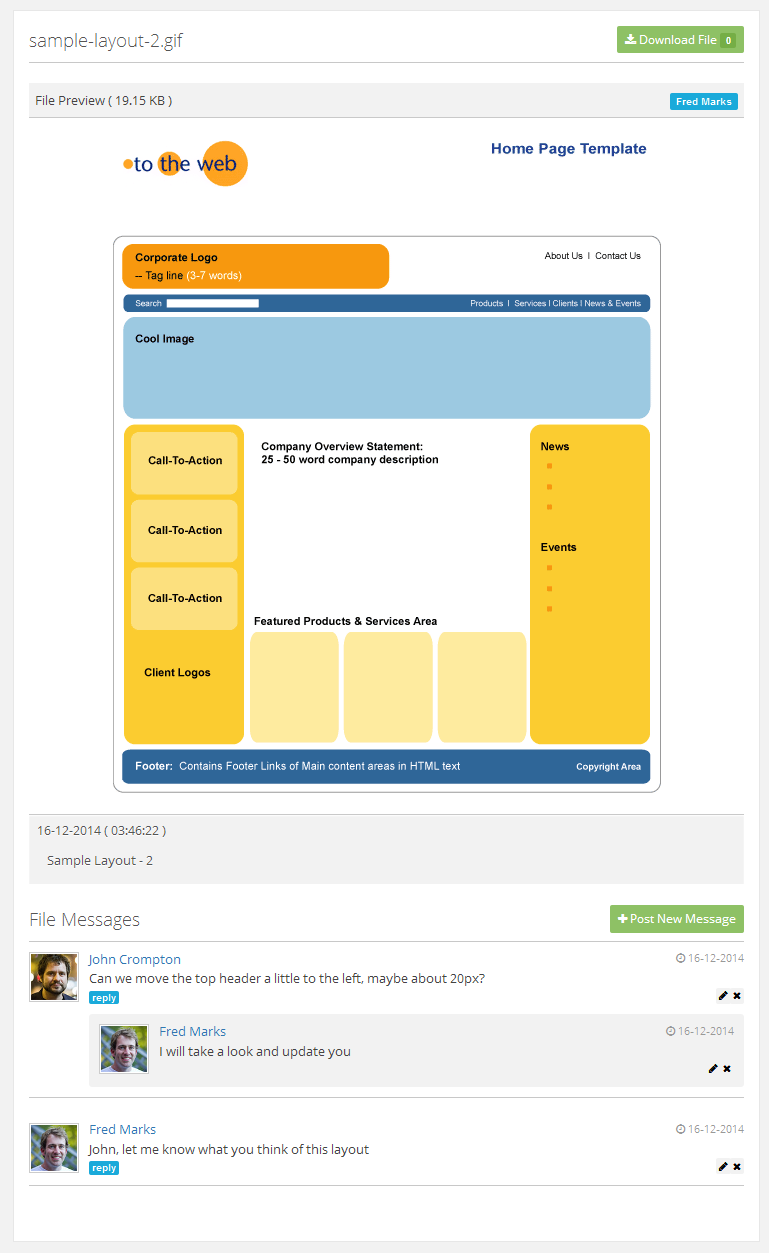 sample-layout-2.gif
Download File 0
File Preview ( 19.15 KB )
Fred Marks
to the web
Home Page Template
Corporate Logo
-- Tag line (3-7 words)
About Us | Contact Us
Search
Products | Services | Clients | News & Events
Cool Image
Call-To-Action
Call-To-Action
Call-To-Action
Client Logos
Company Overview Statement:
25 - 50 word company description
Featured Products & Services Area
News
Events
Footer: Contains Footer Links of Main content areas in HTML text
Copyright Area
16-12-2014 ( 03:46:22 )
Sample Layout - 2
File Messages
Post New Message
John Crompton
16-12-2014
Can we move the top header a little to the left, maybe about 20px?
reply
Fred Marks
16-12-2014
I will take a look and update you
Fred Marks
16-12-2014
John, let me know what you think of this layout
reply